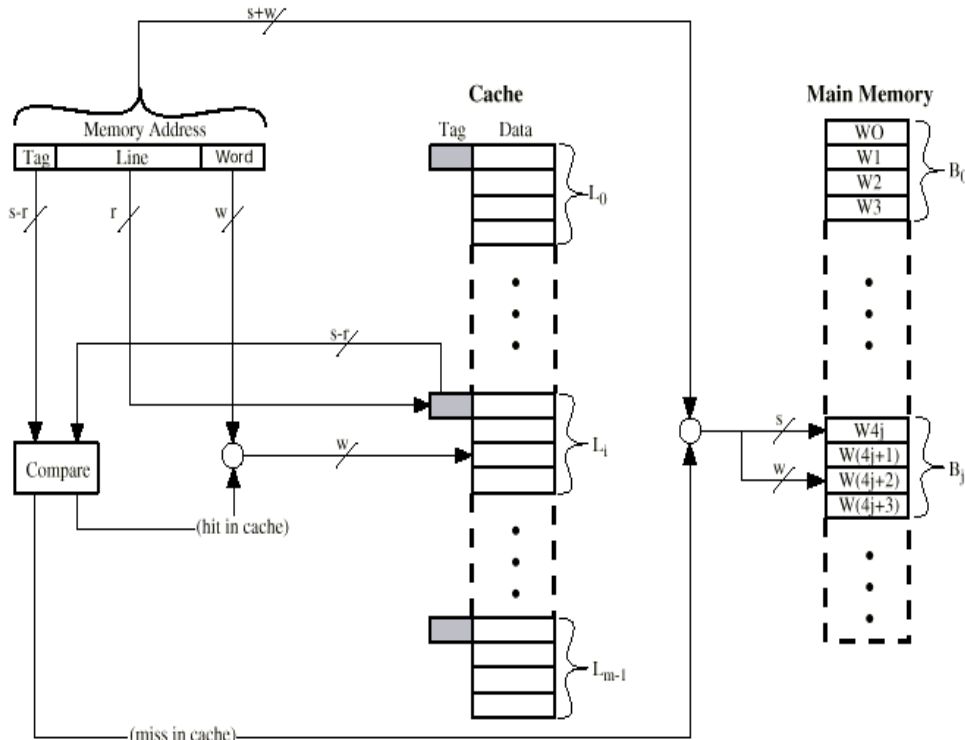 s+w
Cache
Main Memory
Memory Address
Tag Data
Tag Line Word
W0
W1
W2
W3
B0
L0
s-r
r
w
s-r
Compare
(hit in cache)
w
Li
s
w
W4j
W(4j+1)
W(4j+2)
W(4j+3)
Bj
Lm-1
(miss in cache)